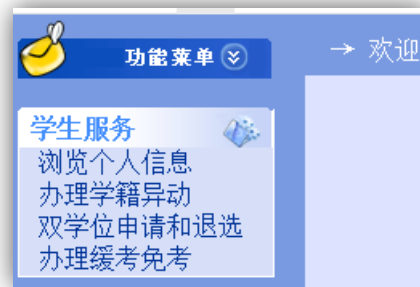 功能菜单
→ 欢迎
学生服务
浏览个人信息
办理学籍异动
双学位申请和退选
办理缓考免考